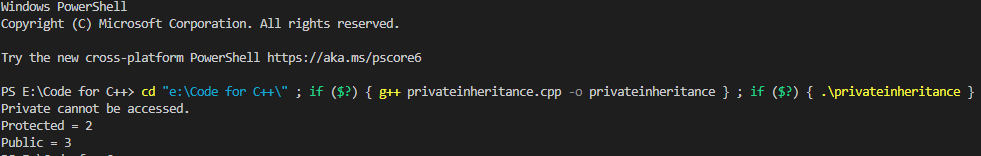 Windows PowerShell
Copyright (C) Microsoft Corporation. All rights reserved.
Try the new cross-platform PowerShell https://aka.ms/pscore6
PS E:\Code for C++> cd "e:\Code for C++\" ; if ($?) { g++ privateinheritance.cpp -o privateinheritance } ; if ($?) { .\privateinheritance }
Private cannot be accessed.
Protected = 2
Public = 3